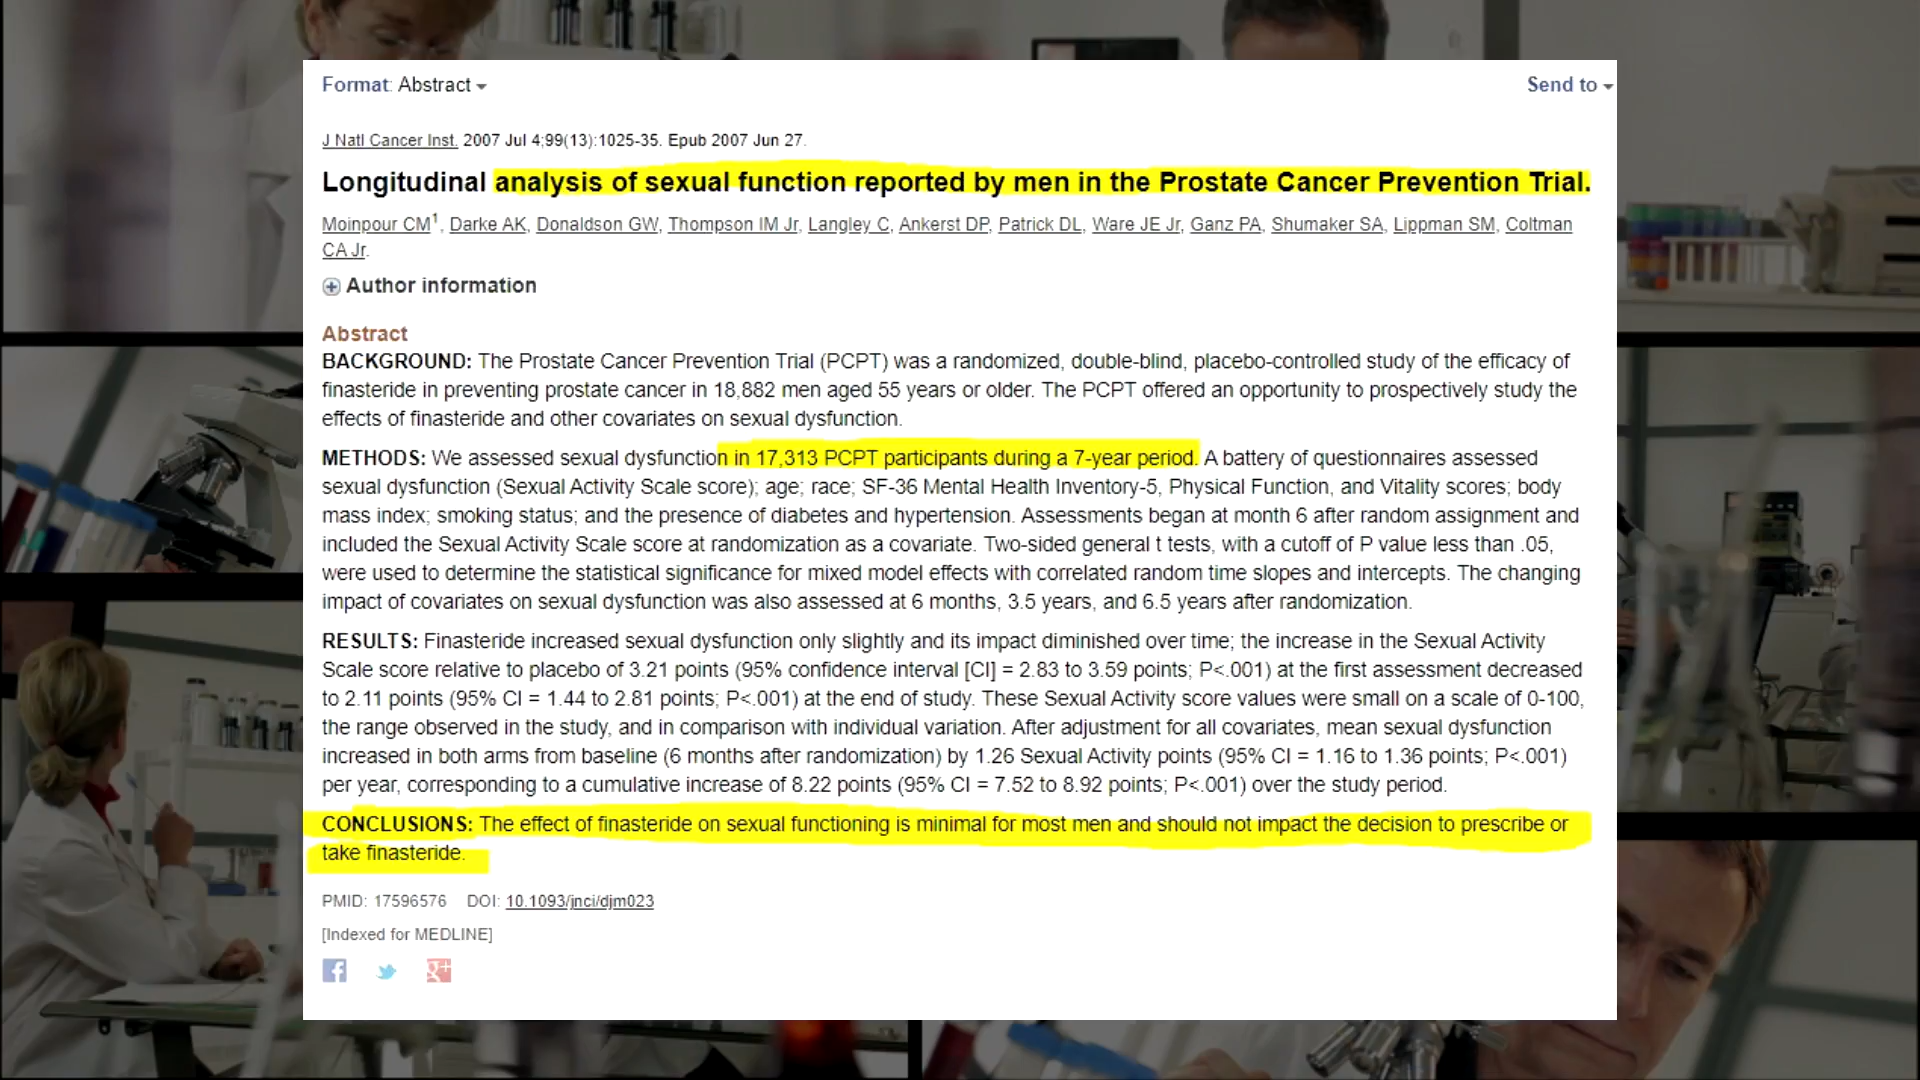 Format: Abstract
Send to
J Natl Cancer Inst. 2007 Jul 4;99(13):1025-35. Epub 2007 Jun 27.
Longitudinal analysis of sexual function reported by men in the Prostate Cancer Prevention Trial.
Moinpour CM1, Darke AK, Donaldson GW, Thompson IM Jr, Langley C, Ankerst DP, Patrick DL, Ware JE Jr, Ganz PA, Shumaker SA, Lippman SM, Coltman
CA Jr.
Author information
Abstract
BACKGROUND: The Prostate Cancer Prevention Trial (PCPT) was a randomized, double-blind, placebo-controlled study of the efficacy of
finasteride in preventing prostate cancer in 18,882 men aged 55 years or older. The PCPT offered an opportunity to prospectively study the
effects of finasteride and other covariates on sexual dysfunction.
METHODS: We assessed sexual dysfunction in 17,313 PCPT participants during a 7-year period. A battery of questionnaires assessed
sexual dysfunction (Sexual Activity Scale score); age; race; SF-36 Mental Health Inventory-5, Physical Function, and Vitality scores; body
mass index; smoking status; and the presence of diabetes and hypertension. Assessments began at month 6 after random assignment and
included the Sexual Activity Scale score at randomization as a covariate. Two-sided general t tests, with a cutoff of P value less than .05,
were used to determine the statistical significance for mixed model effects with correlated random time slopes and intercepts. The changing
impact of covariates on sexual dysfunction was also assessed at 6 months, 3.5 years, and 6.5 years after randomization.
RESULTS: Finasteride increased sexual dysfunction only slightly and its impact diminished over time; the increase in the Sexual Activity
Scale score relative to placebo of 3.21 points (95% confidence interval [CI] = 2.83 to 3.59 points; P<.001) at the first assessment decreased
to 2.11 points (95% CI = 1.44 to 2.81 points; P<.001) at the end of study. These Sexual Activity score values were small on a scale of 0-100,
the range observed in the study, and in comparison with individual variation. After adjustment for all covariates, mean sexual dysfunction
increased in both arms from baseline (6 months after randomization) by 1.26 Sexual Activity points (95% CI = 1.16 to 1.36 points; P<.001)
per year, corresponding to a cumulative increase of 8.22 points (95% CI = 7.52 to 8.92 points; P<.001) over the study period.
CONCLUSIONS: The effect of finasteride on sexual functioning is minimal for most men and should not impact the decision to prescribe or
take finasteride.
PMID: 17596576 DOI: 10.1093/jnci/djm023
[Indexed for MEDLINE]